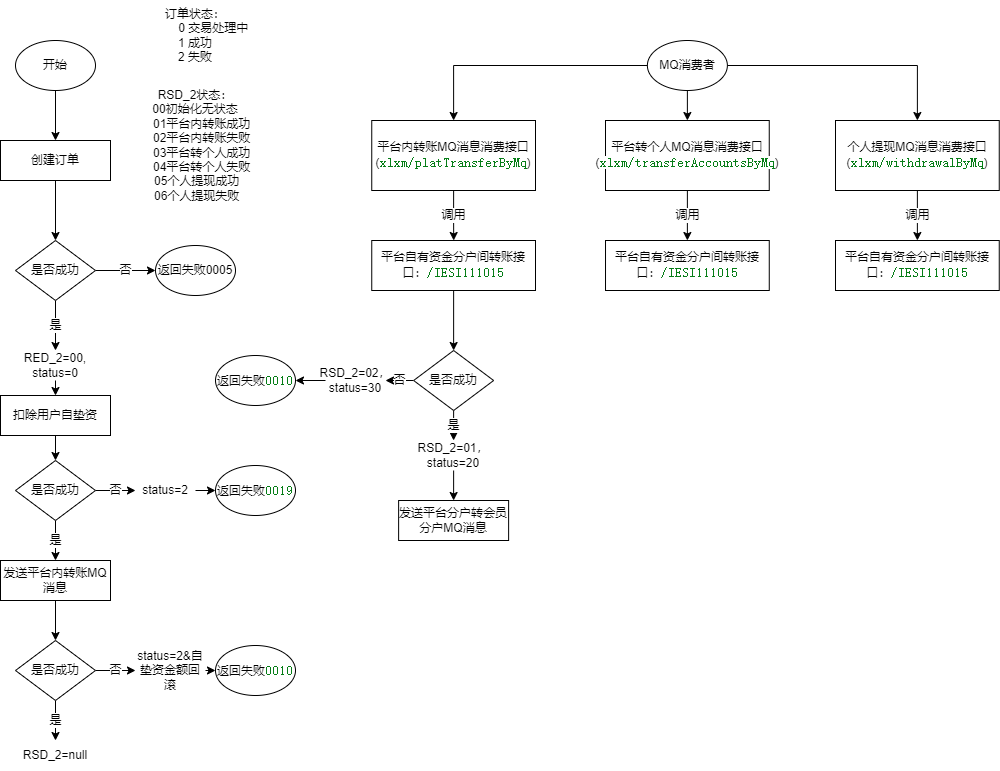 订单状态：
0 交易处理中
1 成功
2 失败
RSD_2状态：
00初始化无状态
01平台内转账成功
02平台内转账失败
03平台转个人成功
04平台转个人失败
05个人提现成功
06个人提现失败
开始
创建订单
是否成功
否
返回失败0005
是
RED_2=00,
status=0
扣除用户自垫资
是否成功
否
status=2
返回失败0019
是
发送平台内转账MQ
消息
是否成功
否
status=2&自
垫资金额回
滚
返回失败0010
是
RSD_2=null
MQ消费者
平台内转账MQ消息消费接口
(xlxm/platTransferByMq)
调用
平台自有资金分户间转账接
口：/IESI111015
是否成功
否
RSD_2=02,
status=30
返回失败0010
是
RSD_2=01,
status=20
发送平台分户转会员
分户MQ消息
平台转个人MQ消息消费接口
(xlxm/transferAccountsByMq)
调用
平台自有资金分户间转账接
口：/IESI111015
个人提现MQ消息消费接口
(xlxm/withdrawalByMq)
调用
平台自有资金分户间转账接
口：/IESI111015